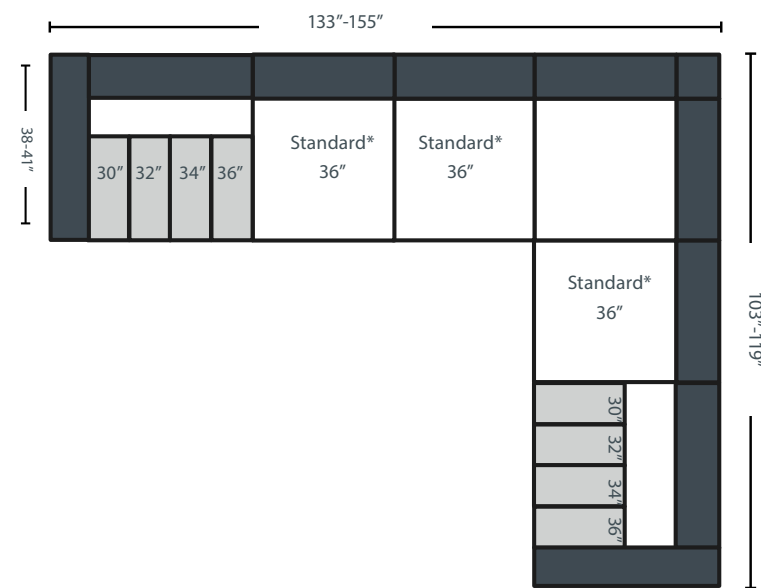 133”-155”
38-41”
30” 32” 34” 36”
Standard*
36”
Standard*
36”
Standard*
36”
103”-119”
30”
32”
34”
36”